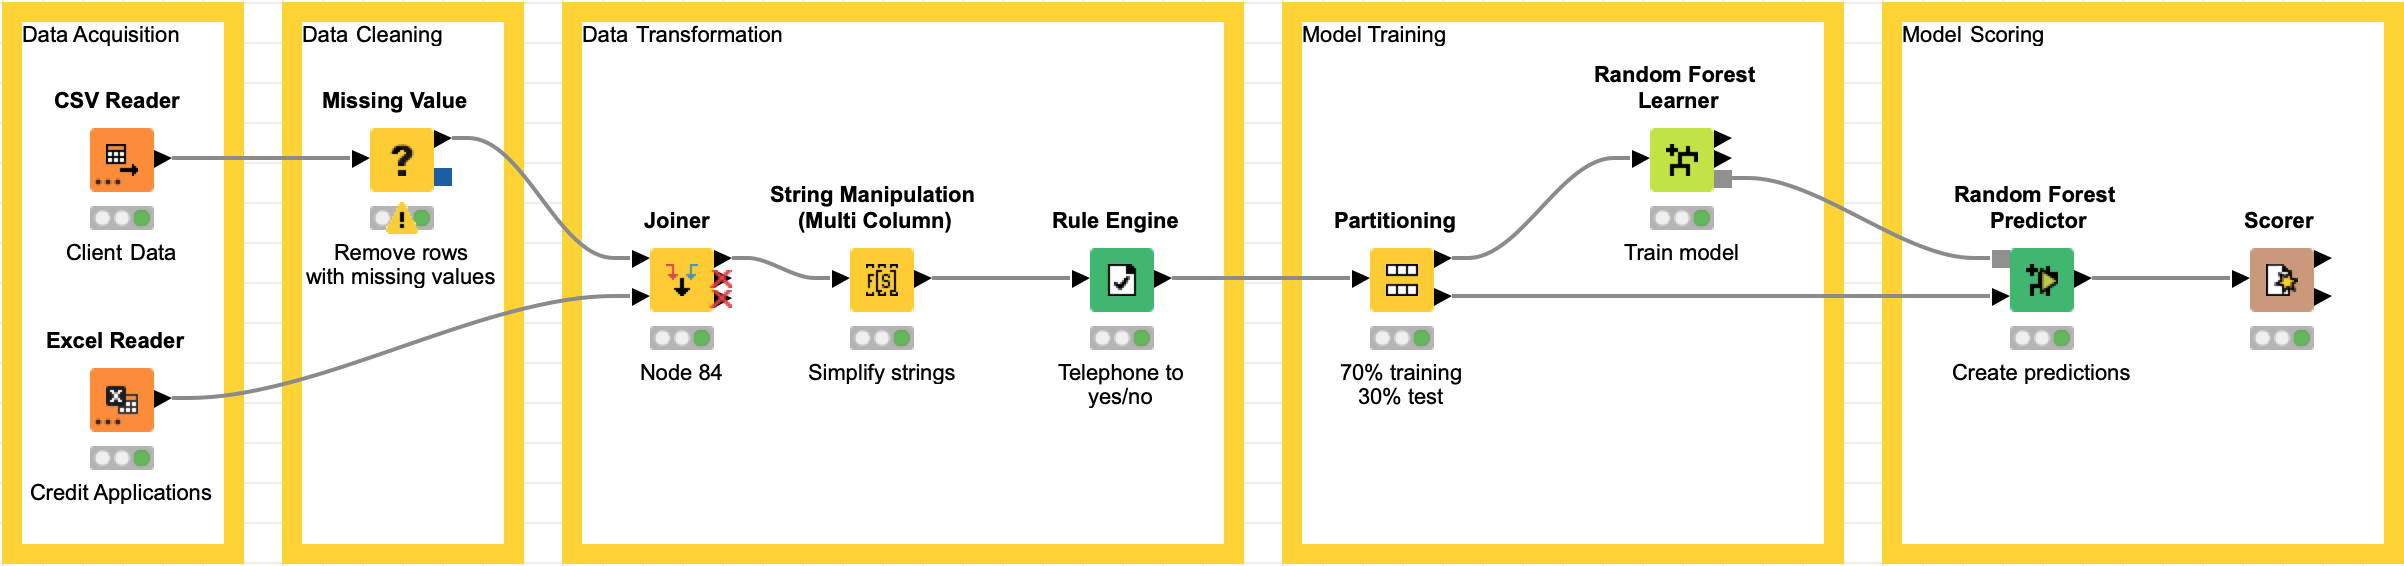 Data Acquisition
CSV Reader
Client Data
Excel Reader
Credit Applications
Data Cleaning
Missing Value
?
!
Remove rows
with missing values
Data Transformation
Joiner
Node 84
String Manipulation
(Multi Column)
F[S]
Simplify strings
Rule Engine
Telephone to
yes/no
Model Training
Partitioning
70% training
30% test
Random Forest
Learner
Train model
Model Scoring
Random Forest
Predictor
Create predictions
Scorer